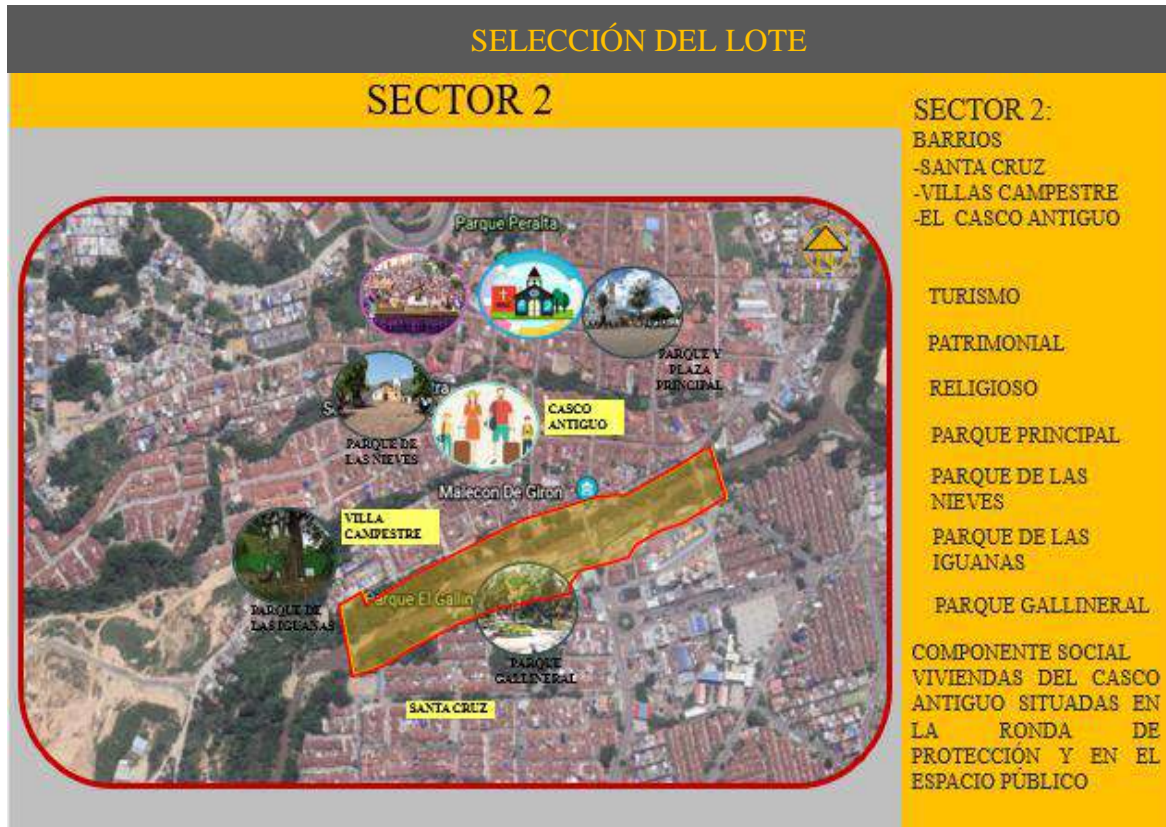 SELECCIÓN DEL LOTE
SECTOR 2
Parque Peralta
PARQUE Y
PLAZA
PRINCIPAL
CASCO
ANTIGUO
PARQUE DE
LAS NIEVES
Malecón De Giron
VILLA
CAMPESTRE
Parque El Gallin
PARQUE DE
LAS IGUANAS
PARQUE
GALLINERAL
SANTA CRUZ
SECTOR 2:
BARRIOS
-SANTA CRUZ
-VILLAS CAMPESTRE
-EL CASCO ANTIGUO
TURISMO
PATRIMONIAL
RELIGIOSO
PARQUE PRINCIPAL
PARQUE DE LAS
NIEVES
PARQUE DE LAS
IGUANAS
PARQUE GALLINERAL
COMPONENTE SOCIAL
VIVIENDAS DEL CASCO
ANTIGUO SITUADAS EN
LA RONDA DE
PROTECCIÓN Y EN EL
ESPACIO PÚBLICO